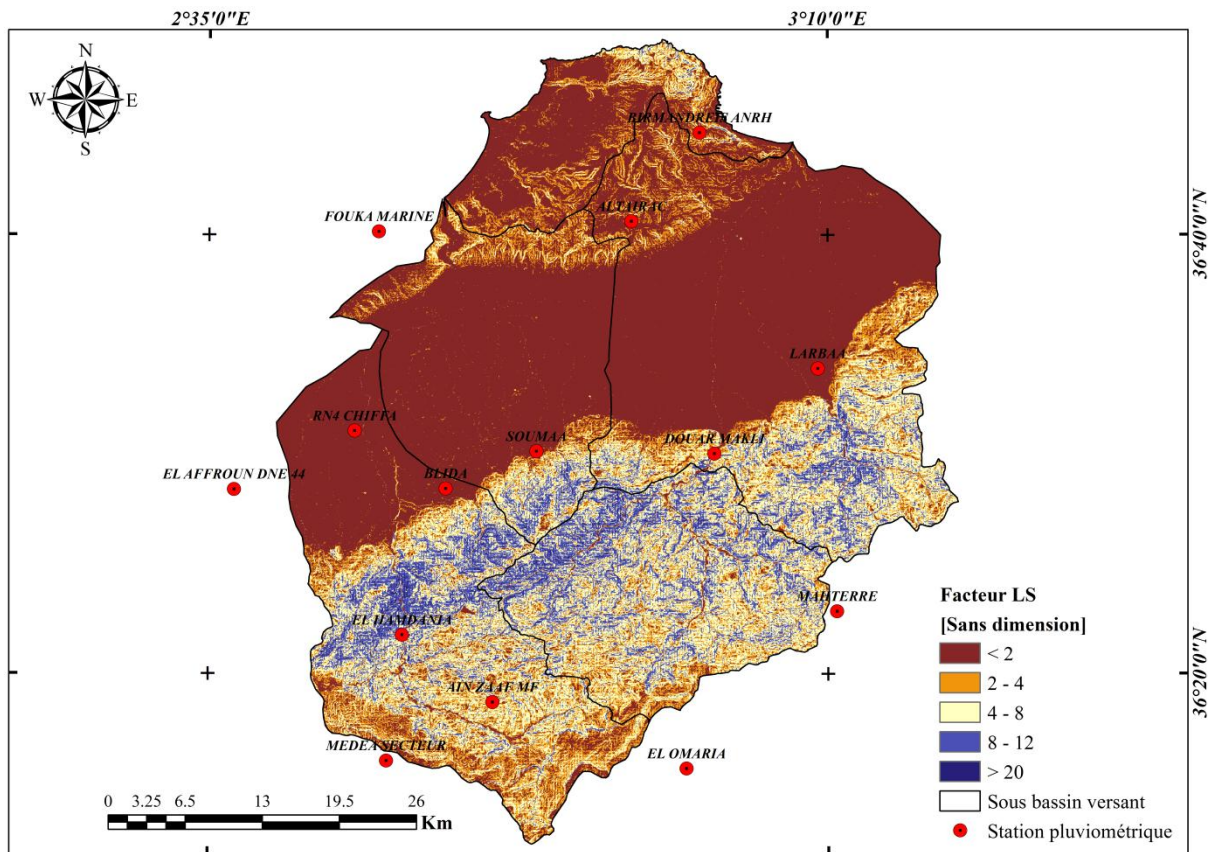 2°35'0"E
3°10'0"E
N
W
E
S
BIRMANDREIS ANRH
ALTAIRAC
FOUKA MARINE
36°40'0"N
LARBAA
RN4 CHIFFA
SOUMAA
DOUAR MAKLI
EL AFFROUN DNE 44
BLIDA
MAHTERRE
EL HAMDANIA
AIN ZAAF MF
MEDEA SECTEUR
EL OMARIA
36°20'0"N
Facteur LS
[Sans dimension]
< 2
2 - 4
4 - 8
8 - 12
> 20
Sous bassin versant
Station pluviométrique
0 3.25 6.5 13 19.5 26
Km